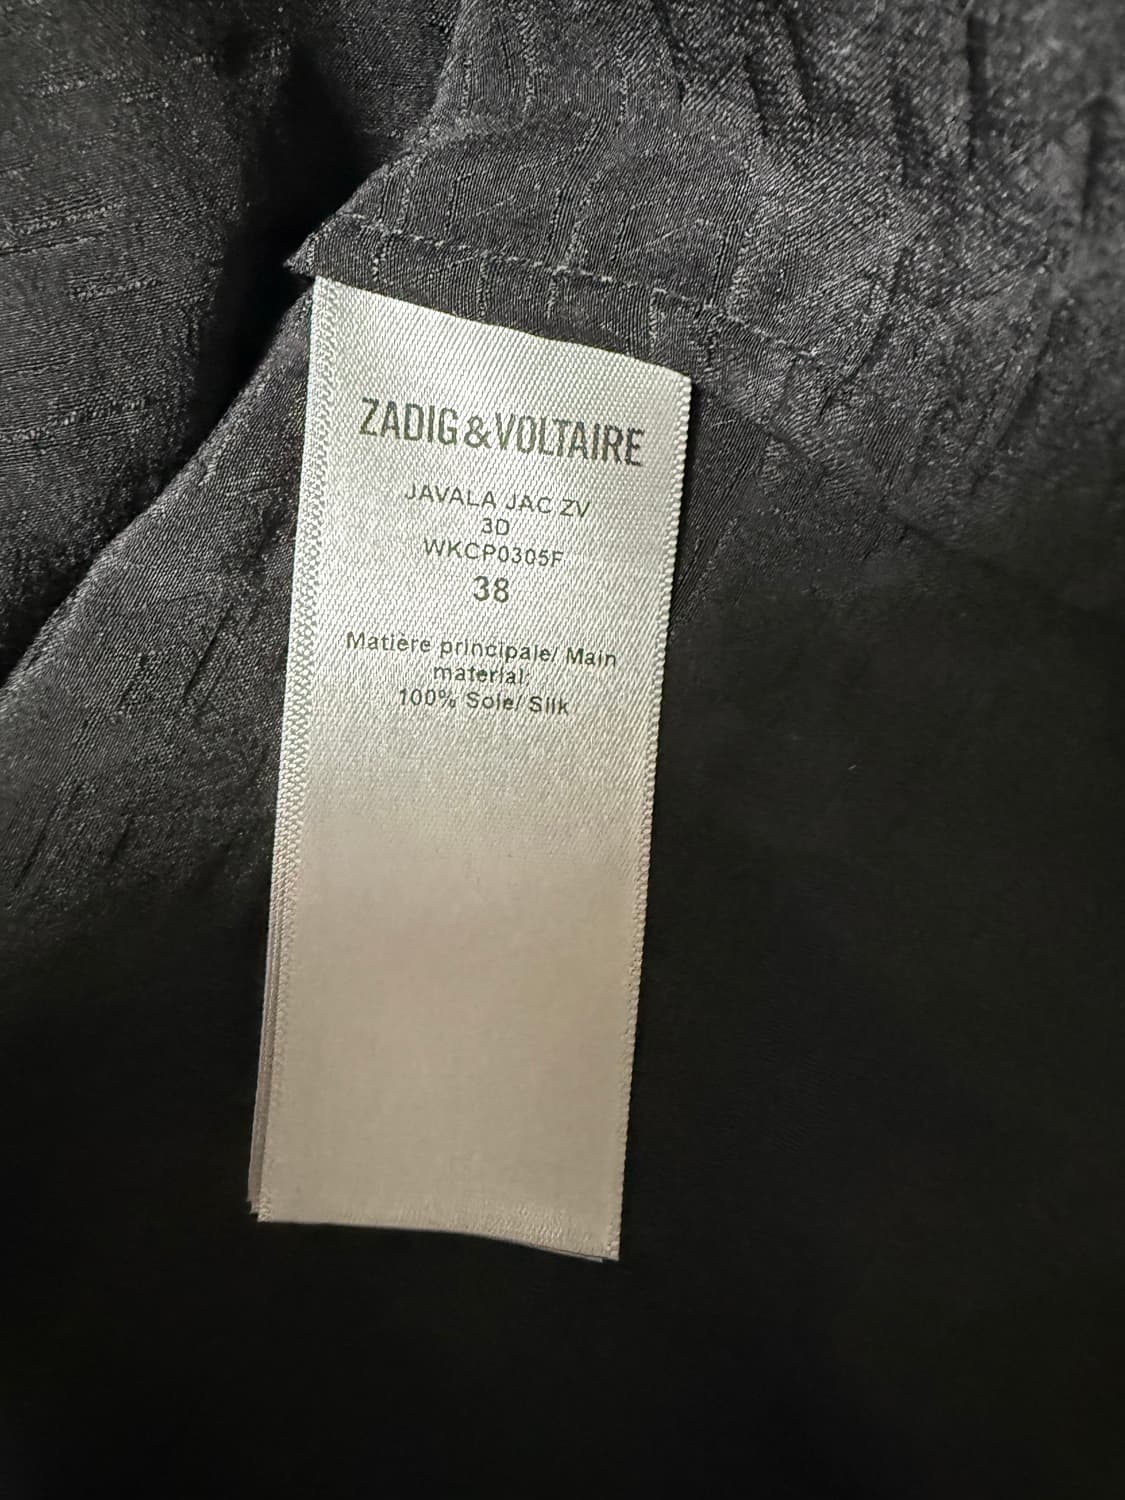 ZADIG&VOLTAIRE
JAVALA JAC ZV
3D
WKCP0305F
38
Matière principale/ Main
material:
100% Soie/ Silk